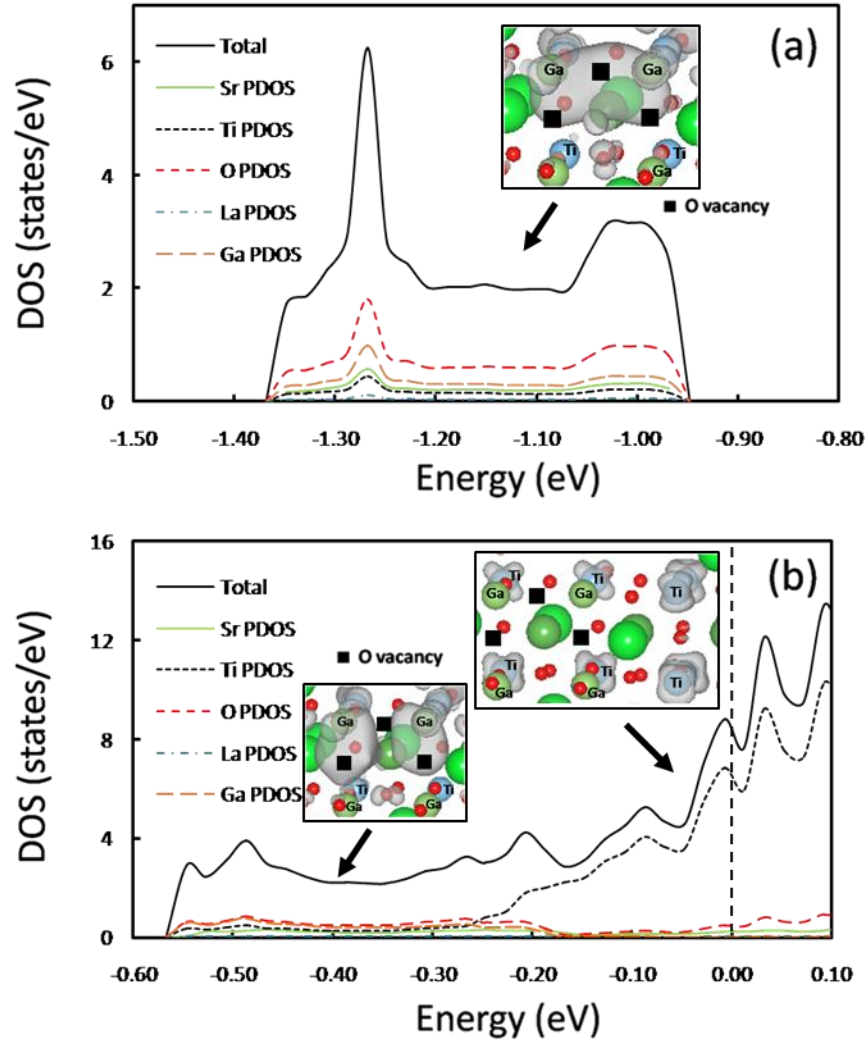 (a)
DOS (states/eV)
6
4
2
0
Total
Sr PDOS
Ti PDOS
O PDOS
La PDOS
Ga PDOS
Ga
Ga
Ti
Ti
Ga
O vacancy
-1.50 -1.40 -1.30 -1.20 -1.10 -1.00 -0.90 -0.80
Energy (eV)
(b)
DOS (states/eV)
16
12
8
4
0
Total
Sr PDOS
Ti PDOS
O PDOS
La PDOS
Ga PDOS
O vacancy
Ti Ti
Ga Ga Ti
Ti Ti Ti
Ga Ga
Ga Ga
Ti Ti
Ga Ga
-0.60 -0.50 -0.40 -0.30 -0.20 -0.10 0.00 0.10
Energy (eV)